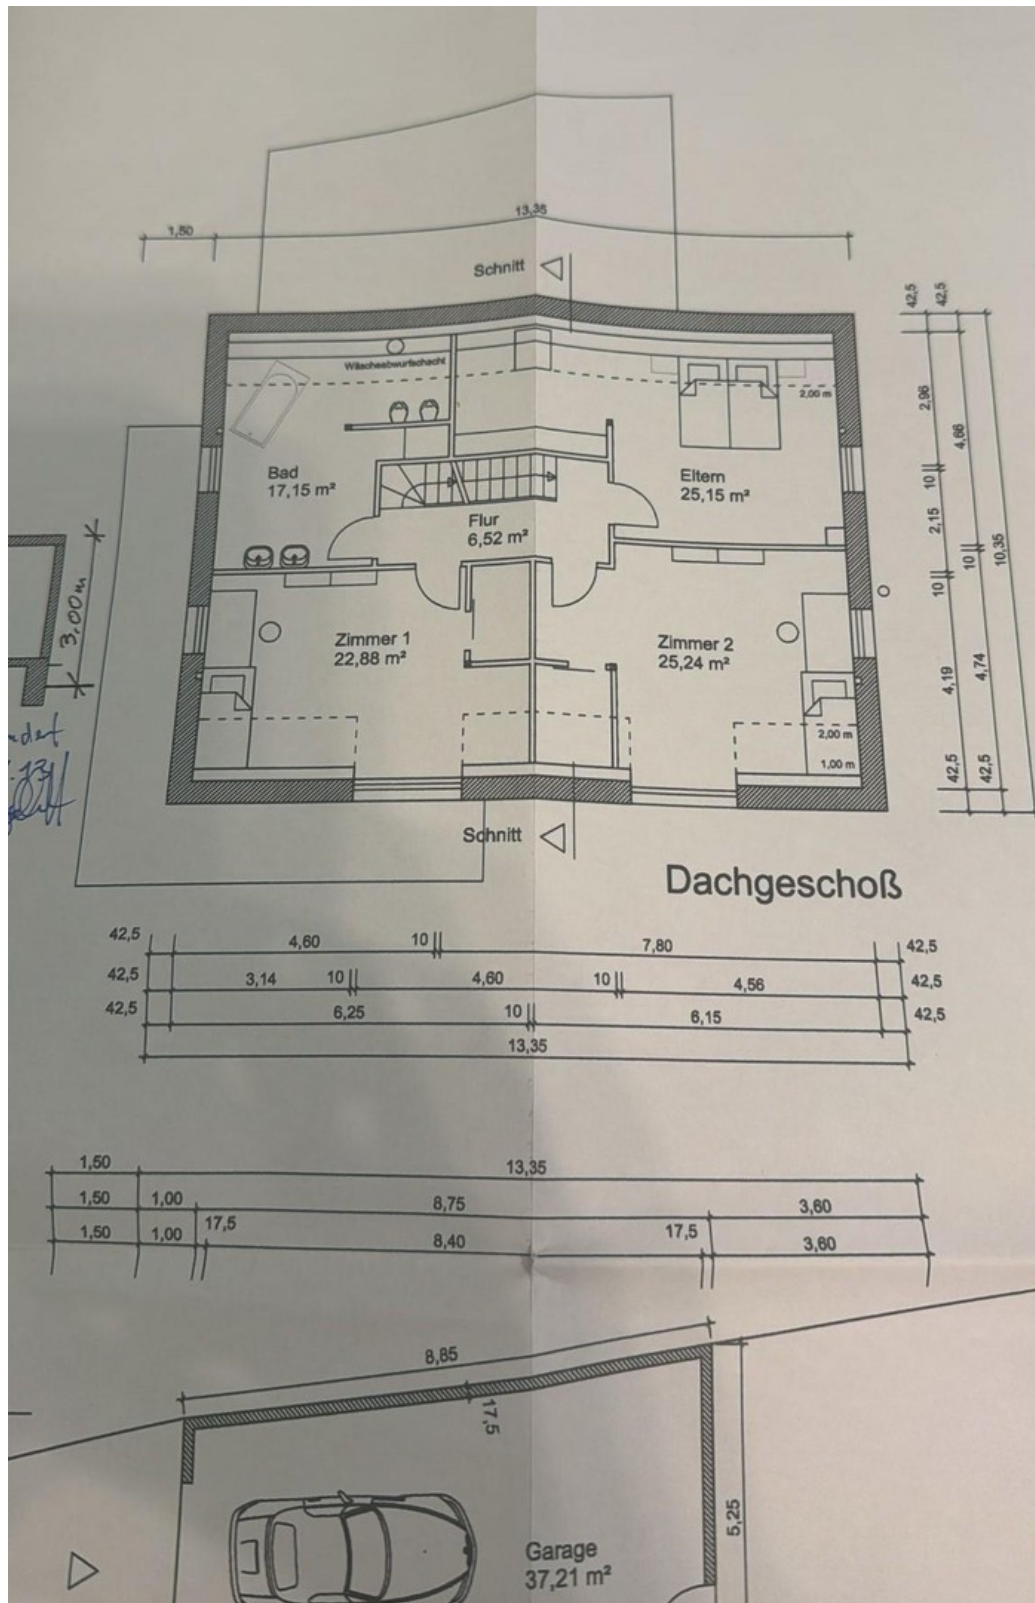 13,35
1,50
Schnitt
42,5
42,5
Wäscheabwurfschacht
2,00 m
2,96
4,66
Bad
17,15 m²
Eltern
25,15 m²
10
Flur
6,52 m²
2,15
10
10,35
10
3,00m
Zimmer 1
22,88 m²
Zimmer 2
25,24 m²
4,19
4,74
2,00 m
1,00 m
42,5
42,5
Schnitt
Dachgeschoß
42,5
4,60
10
7,80
42,5
42,5
3,14
10
4,60
10
4,56
42,5
42,5
6,25
10
6,15
42,5
13,35
1,50
13,35
1,50
1,00
8,75
3,60
17,5
17,5
1,50
1,00
8,40
3,60
8,85
17,5
5,25
Garage
37,21 m²